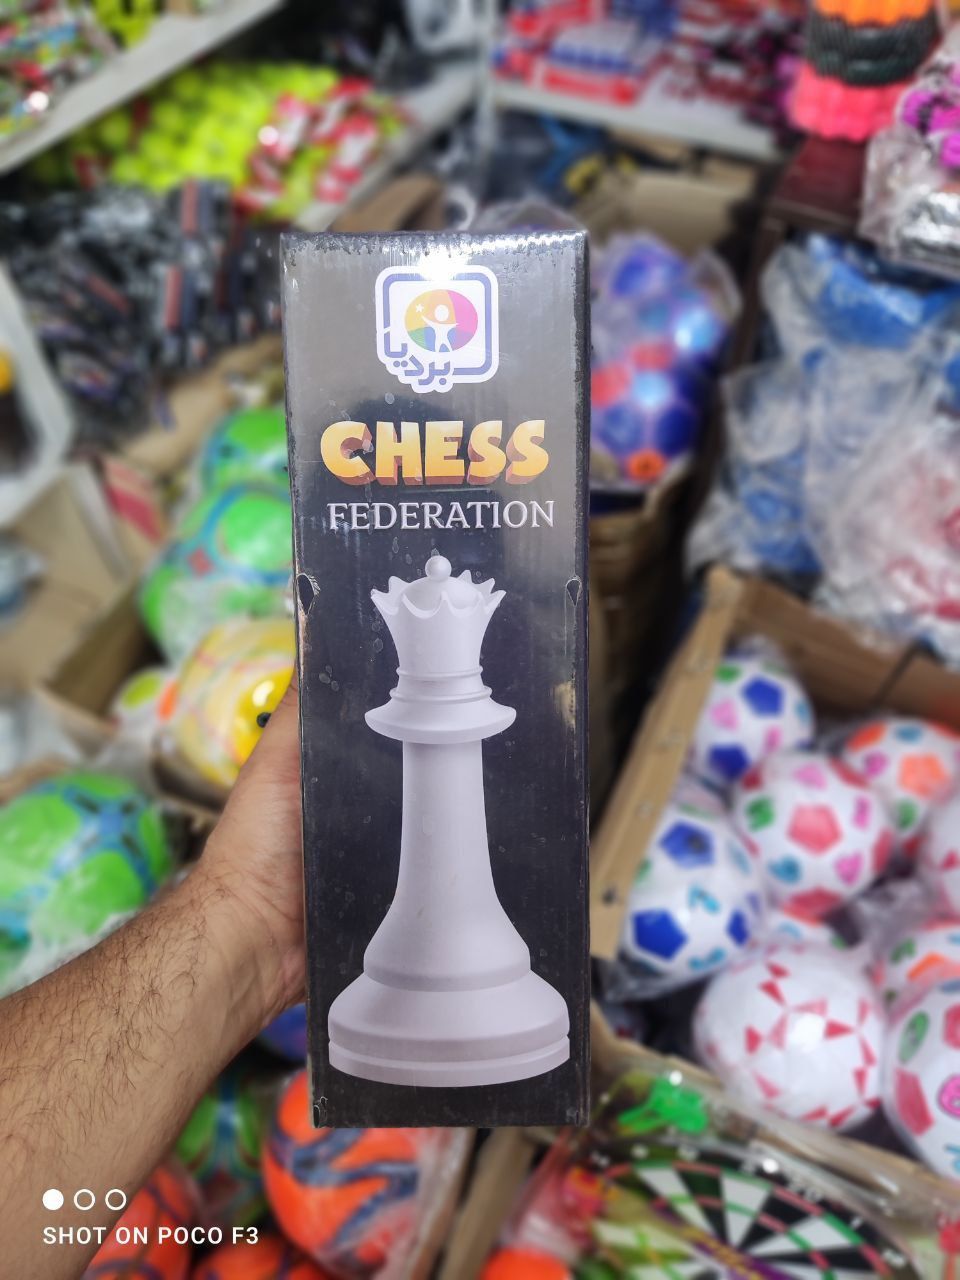 بردیا
CHESS
FEDERATION
SHOT ON POCO F3